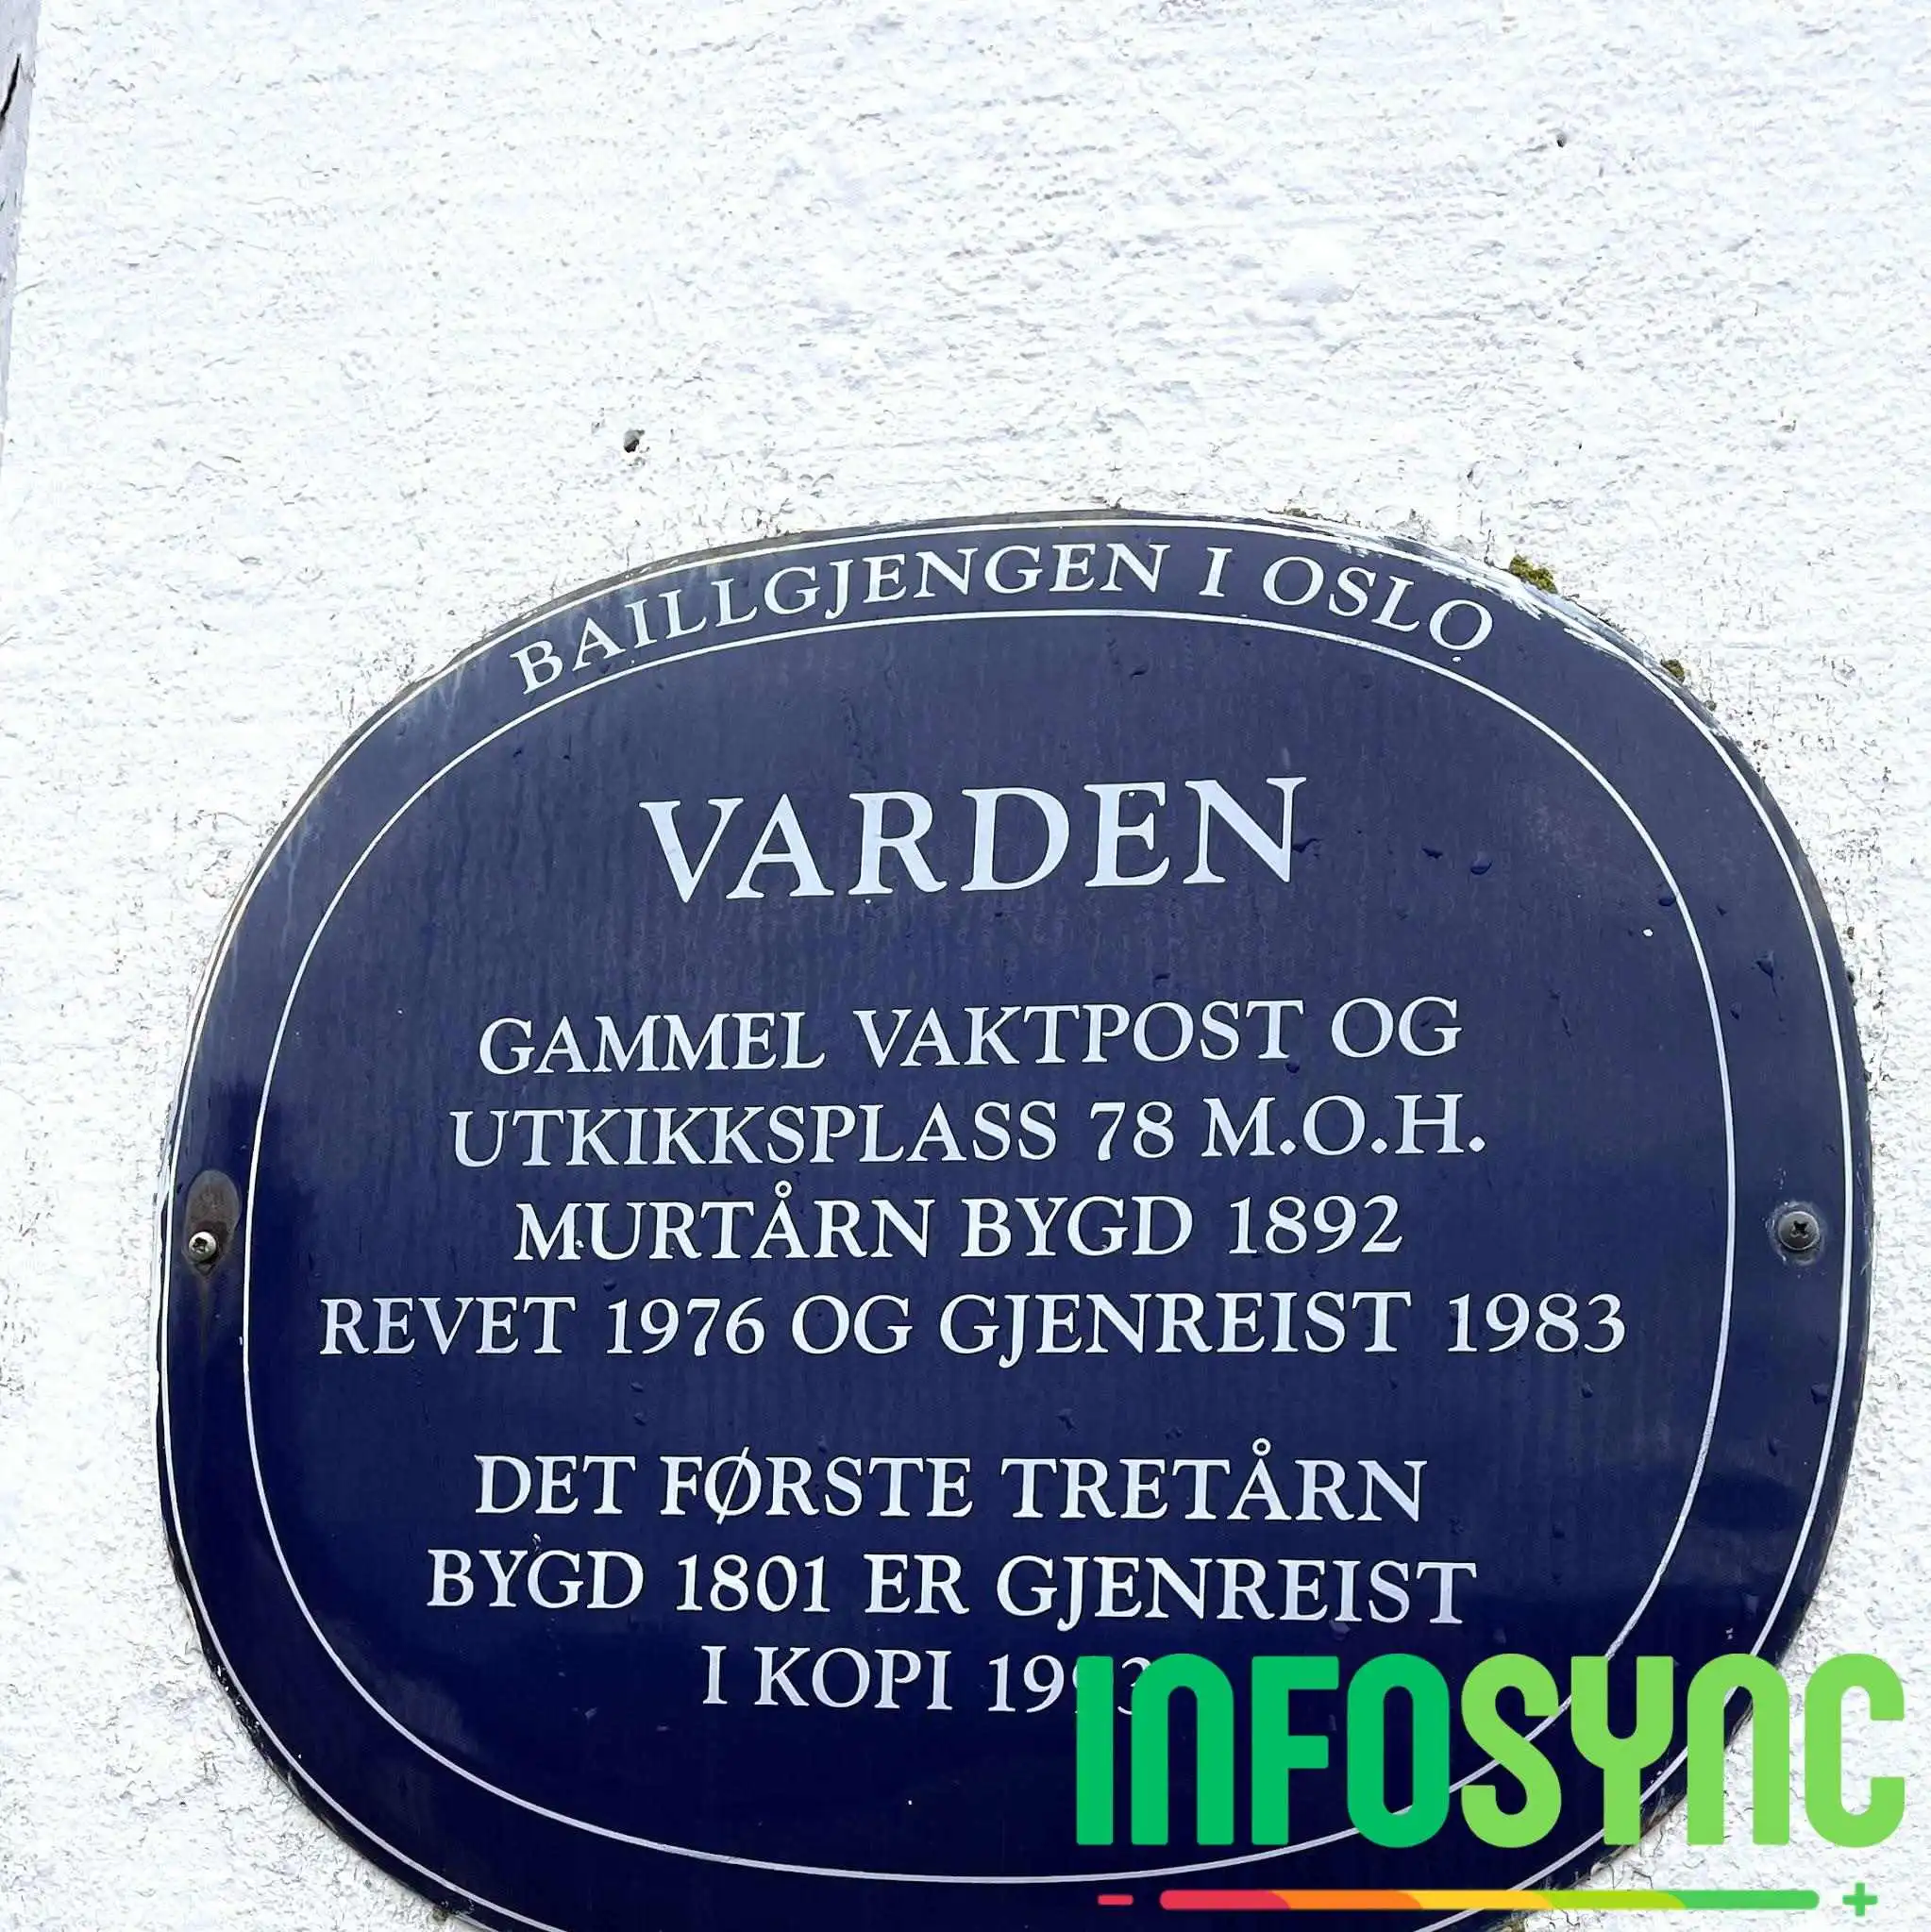 BAILLGJENGEN I OSLO
VARDEN
GAMMEL VAKTPOST OG
UTKIKKSPLASS 78 M.O.H.
MURTÅRN BYGD 1892
REVET 1976 OG GJENREIST 1983
DET FØRSTE TRETÅRN
BYGD 1801 ER GJENREIST
I KOPI 1993
INFOSYNC
- +